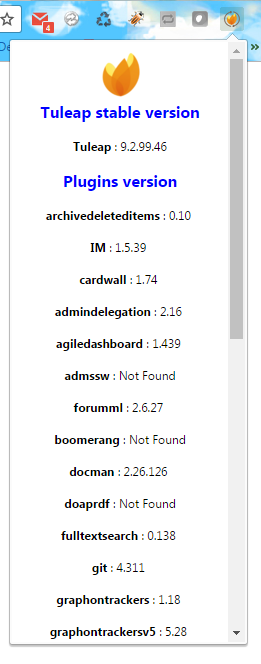 4
»
Tuleap stable version
Tuleap : 9.2.99.46
Plugins version
archivedeleteditems : 0.10
IM : 1.5.39
cardwall : 1.74
admindelegation : 2.16
agiledashboard : 1.439
admssw : Not Found
forumml : 2.6.27
boomerang : Not Found
docman : 2.26.126
doaprdf : Not Found
fulltextsearch : 0.138
git : 4.311
graphontrackers : 1.18
graphontrackersv5 : 5.28